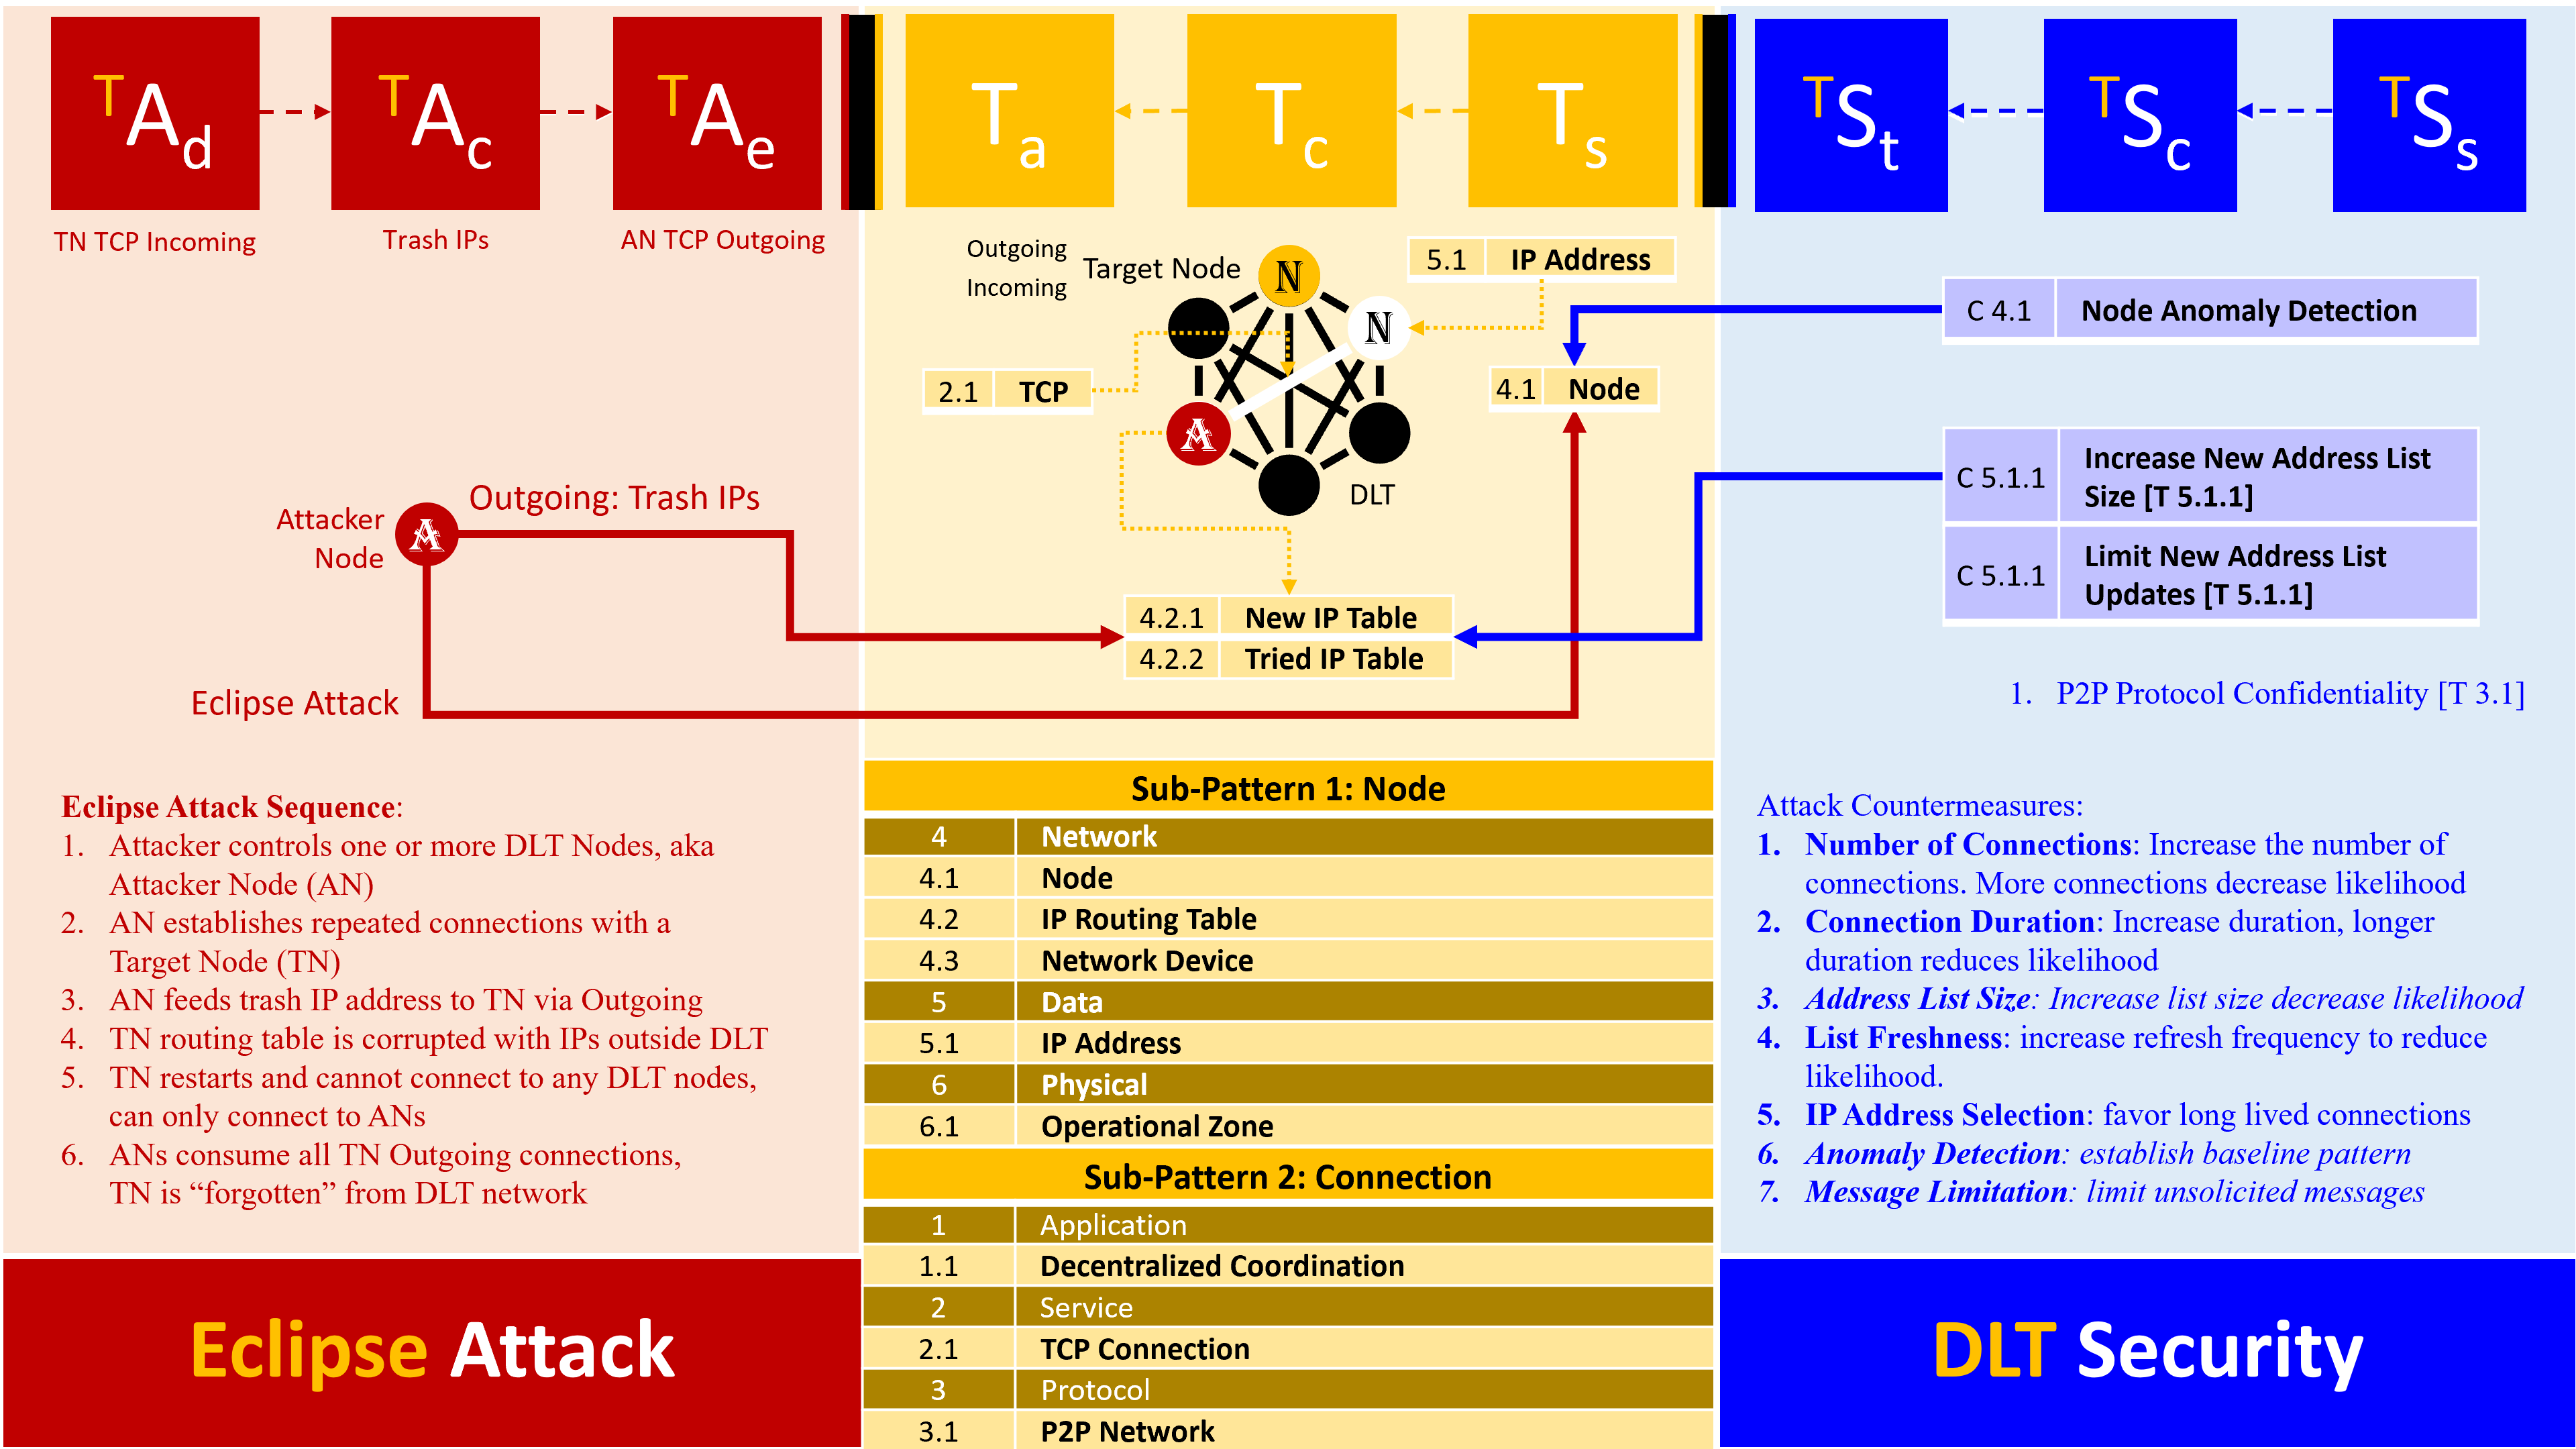 TAd
TAc
TAe
Ta
Tc
Ts
TSt
TSc
TSs
TN TCP Incoming
Trash IPs
AN TCP Outgoing
Outgoing
Incoming
Target Node
N
N
A
DLT
5.1 IP Address
2.1 TCP
4.1 Node
4.2.1 New IP Table
4.2.2 Tried IP Table
Attacker
Node
A
Outgoing: Trash IPs
Eclipse Attack
C 4.1 Node Anomaly Detection
C 5.1.1 Increase New Address List
Size [T 5.1.1]
C 5.1.1 Limit New Address List
Updates [T 5.1.1]
1. P2P Protocol Confidentiality [T 3.1]
Eclipse Attack Sequence:
1. Attacker controls one or more DLT Nodes, aka
Attacker Node (AN)
2. AN establishes repeated connections with a
Target Node (TN)
3. AN feeds trash IP address to TN via Outgoing
4. TN routing table is corrupted with IPs outside DLT
5. TN restarts and cannot connect to any DLT nodes,
can only connect to ANs
6. ANs consume all TN Outgoing connections,
TN is “forgotten” from DLT network
Sub-Pattern 1: Node
4 Network
4.1 Node
4.2 IP Routing Table
4.3 Network Device
5 Data
5.1 IP Address
6 Physical
6.1 Operational Zone
Sub-Pattern 2: Connection
1 Application
1.1 Decentralized Coordination
2 Service
2.1 TCP Connection
3 Protocol
3.1 P2P Network
Attack Countermeasures:
1. Number of Connections: Increase the number of
connections. More connections decrease likelihood
2. Connection Duration: Increase duration, longer
duration reduces likelihood
3. Address List Size: Increase list size decrease likelihood
4. List Freshness: increase refresh frequency to reduce
likelihood.
5. IP Address Selection: favor long lived connections
6. Anomaly Detection: establish baseline pattern
7. Message Limitation: limit unsolicited messages
Eclipse Attack
DLT Security